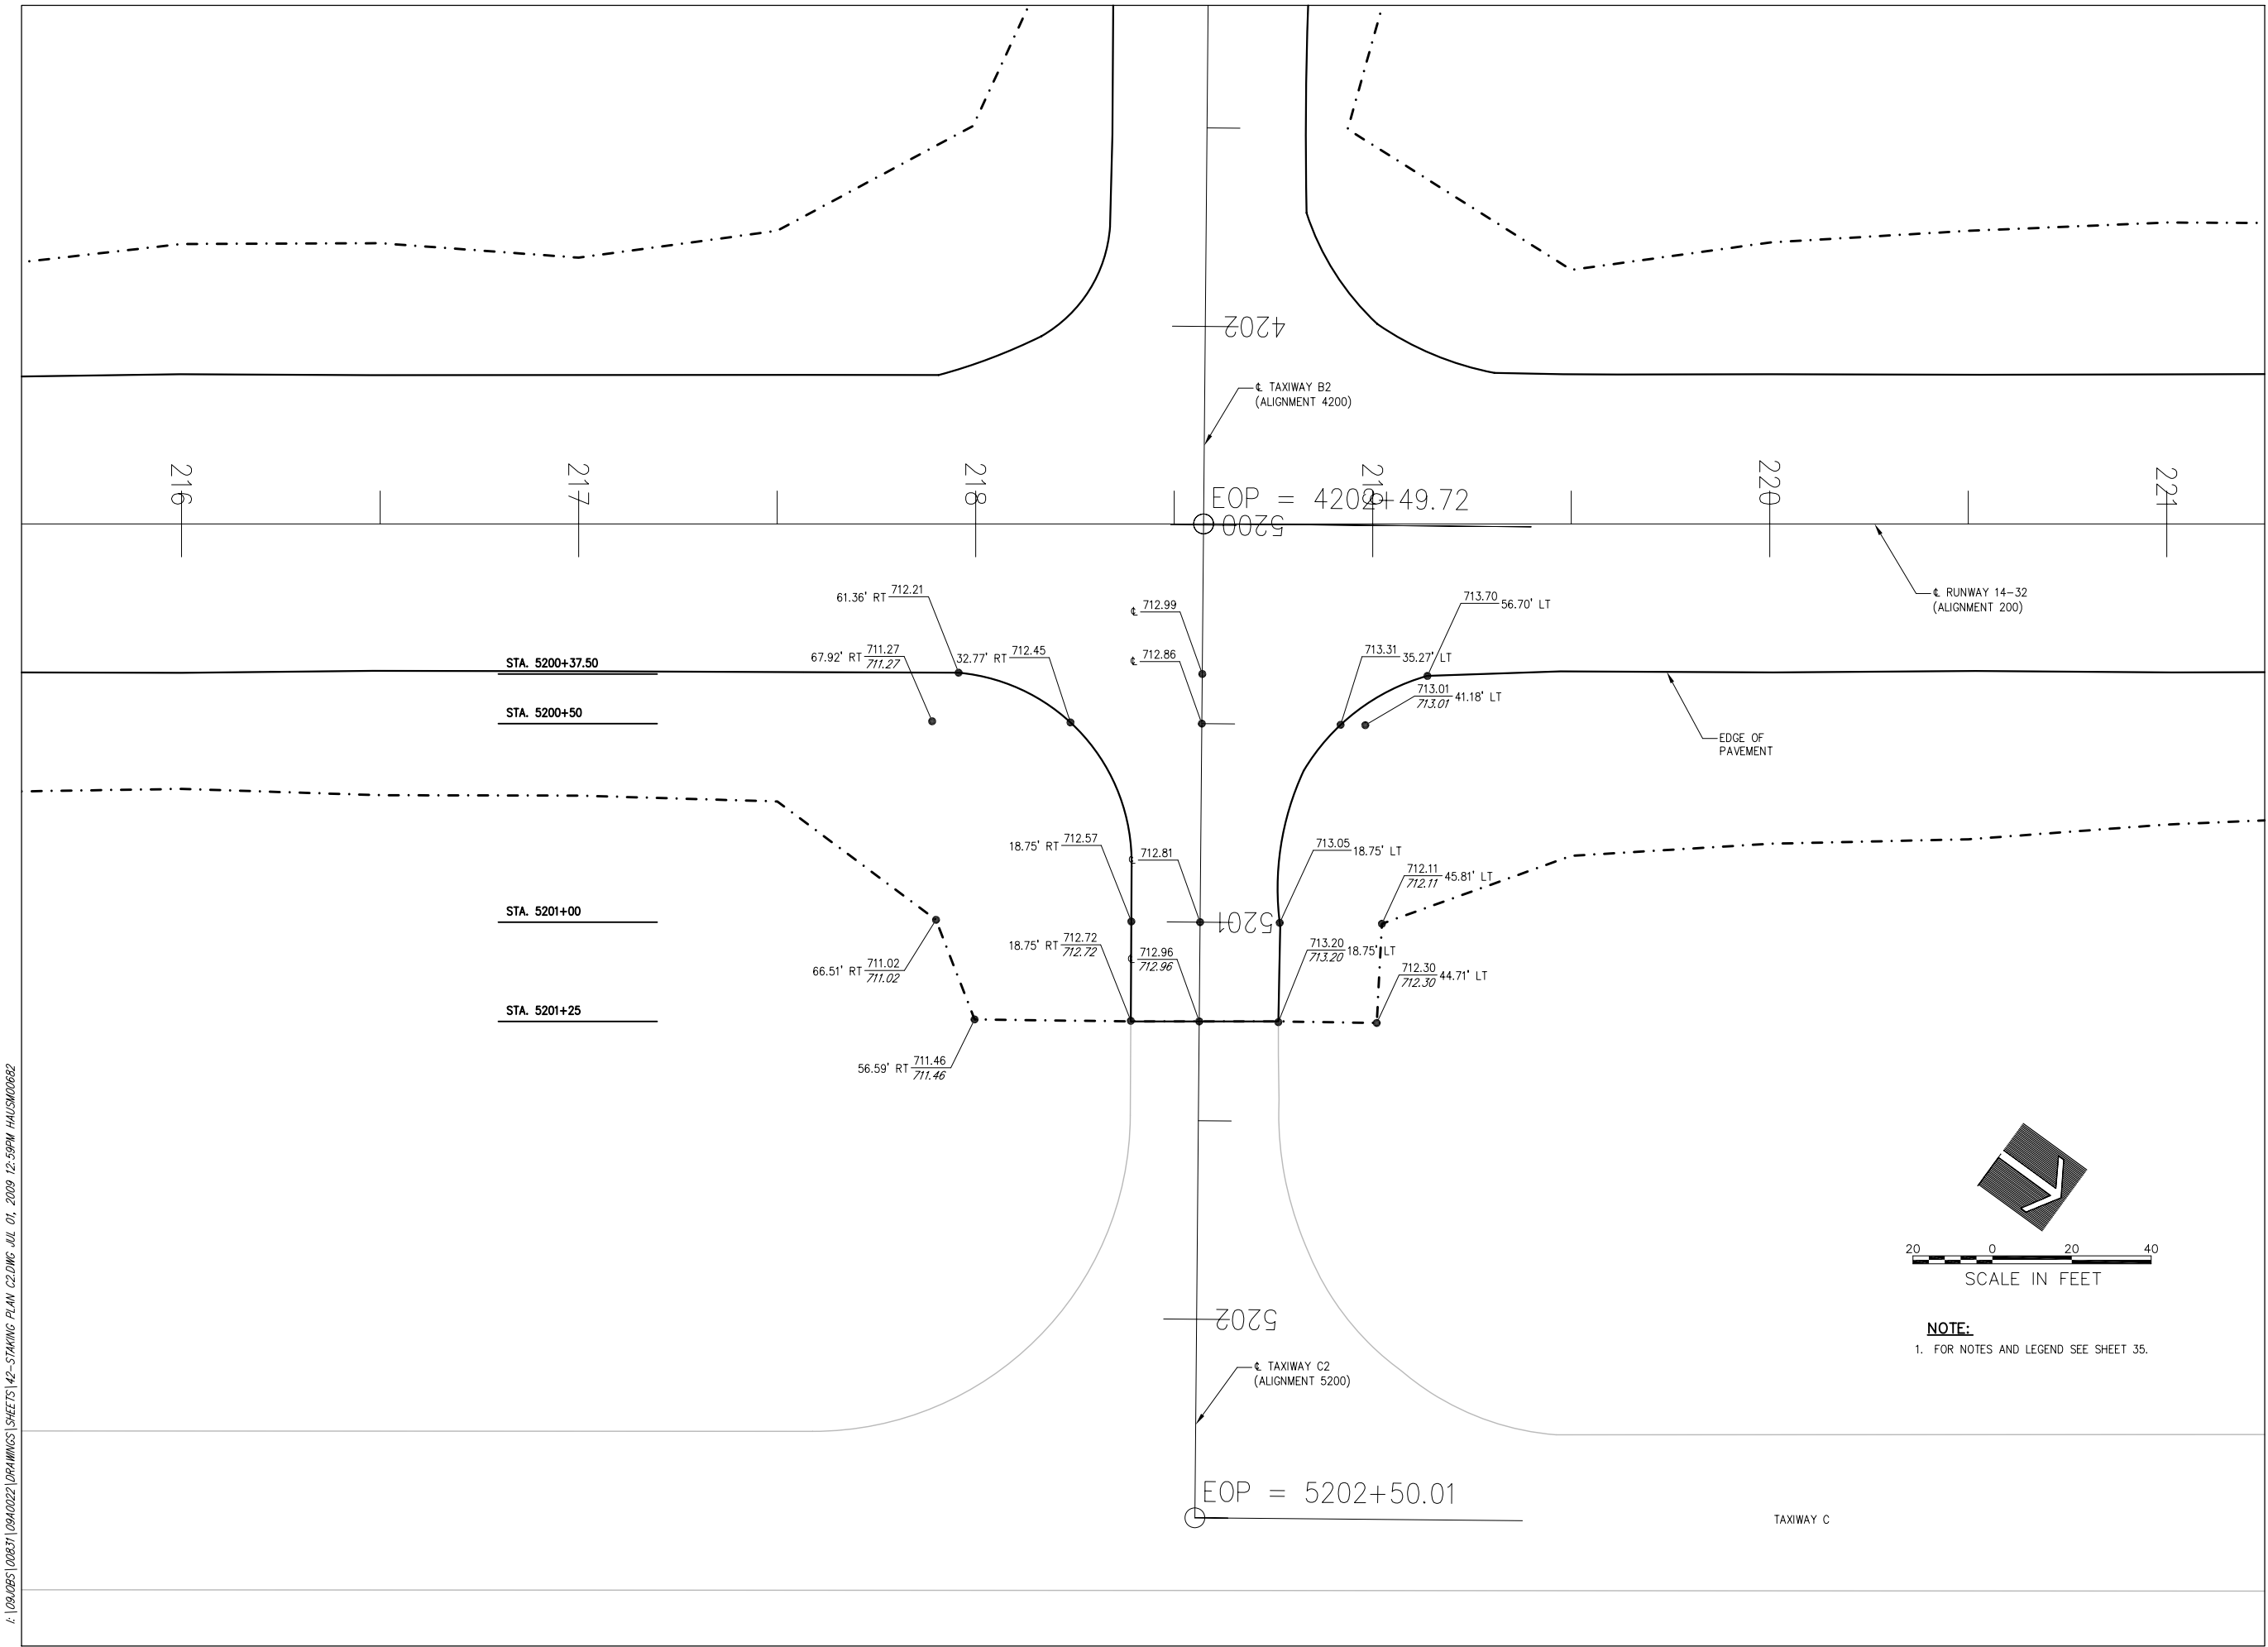 4202
℄ TAXIWAY B2
(ALIGNMENT 4200)
216
217
218
219
220
221
EOP = 4202+49.72
5200
℄ RUNWAY 14-32
(ALIGNMENT 200)
61.36' RT 712.21
℄ 712.99
713.70 56.70' LT
STA. 5200+37.50
67.92' RT 711.27
711.27
32.77' RT 712.45
℄ 712.86
713.31 35.27' LT
713.01 41.18' LT
713.01
STA. 5200+50
EDGE OF
PAVEMENT
18.75' RT 712.57
℄ 712.81
713.05 18.75' LT
712.11 45.81' LT
712.11
STA. 5201+00
5201
18.75' RT 712.72
712.72
℄ 712.96
712.96
713.20 18.75' LT
713.20
66.51' RT 711.02
711.02
712.30 44.71' LT
712.30
STA. 5201+25
56.59' RT 711.46
711.46
20 0 20 40
SCALE IN FEET
5202
NOTE:
1. FOR NOTES AND LEGEND SEE SHEET 35.
℄ TAXIWAY C2
(ALIGNMENT 5200)
EOP = 5202+50.01
TAXIWAY C
I:\09JOBS\00831\09A0022\DRAWINGS\SHEETS\42-STAKING PLAN C2.DWG JUL 01, 2009 12:59PM HAUSM00682